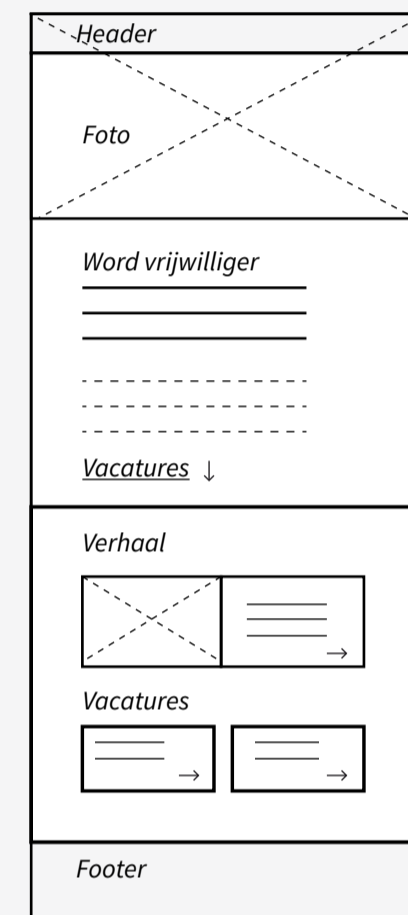 Header
Foto
Word vrijwilliger
Vacatures ↓
Verhaal
→
Vacatures
→ →
Footer